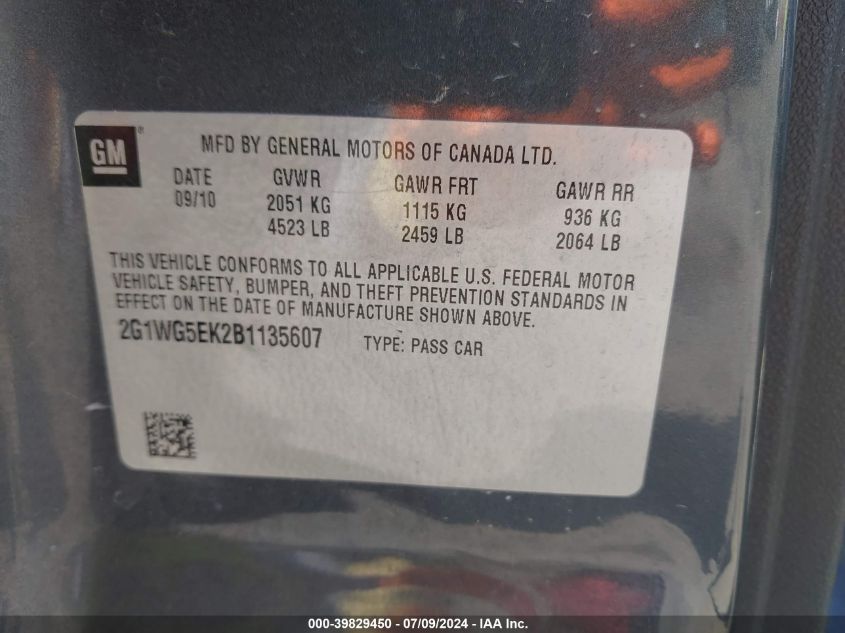 GM®
MFD BY GENERAL MOTORS OF CANADA LTD.
DATE GVWR GAWR FRT GAWR RR
09/10 2051 KG 1115 KG 936 KG
4523 LB 2459 LB 2064 LB
THIS VEHICLE CONFORMS TO ALL APPLICABLE U.S. FEDERAL MOTOR
VEHICLE SAFETY, BUMPER, AND THEFT PREVENTION STANDARDS IN
EFFECT ON THE DATE OF MANUFACTURE SHOWN ABOVE.
2G1WG5EK2B1135607 TYPE: PASS CAR
000-39829450 - 07/09/2024 - IAA Inc.